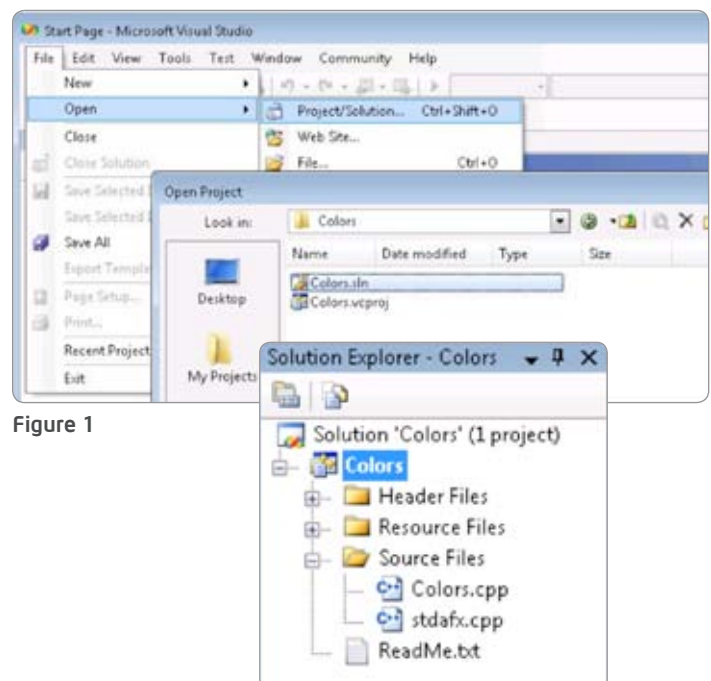 Start Page - Microsoft Visual Studio
File Edit View Tools Test Window Community Help
New
Open
Project/Solution... Ctrl+Shift+O
Close
Web Site...
Close Solution
File... Ctrl+O
Save Selected
Open Project
Save Selected
Look in: Colors
Save All
Name Date modified Type Size
Export Templa
Colors.sln
Page Setup...
Desktop
Colors.vcproj
Print...
Recent Project
My Projects
Exit
Figure 1
Solution Explorer - Colors
Solution 'Colors' (1 project)
Colors
Header Files
Resource Files
Source Files
Colors.cpp
stdafx.cpp
ReadMe.txt